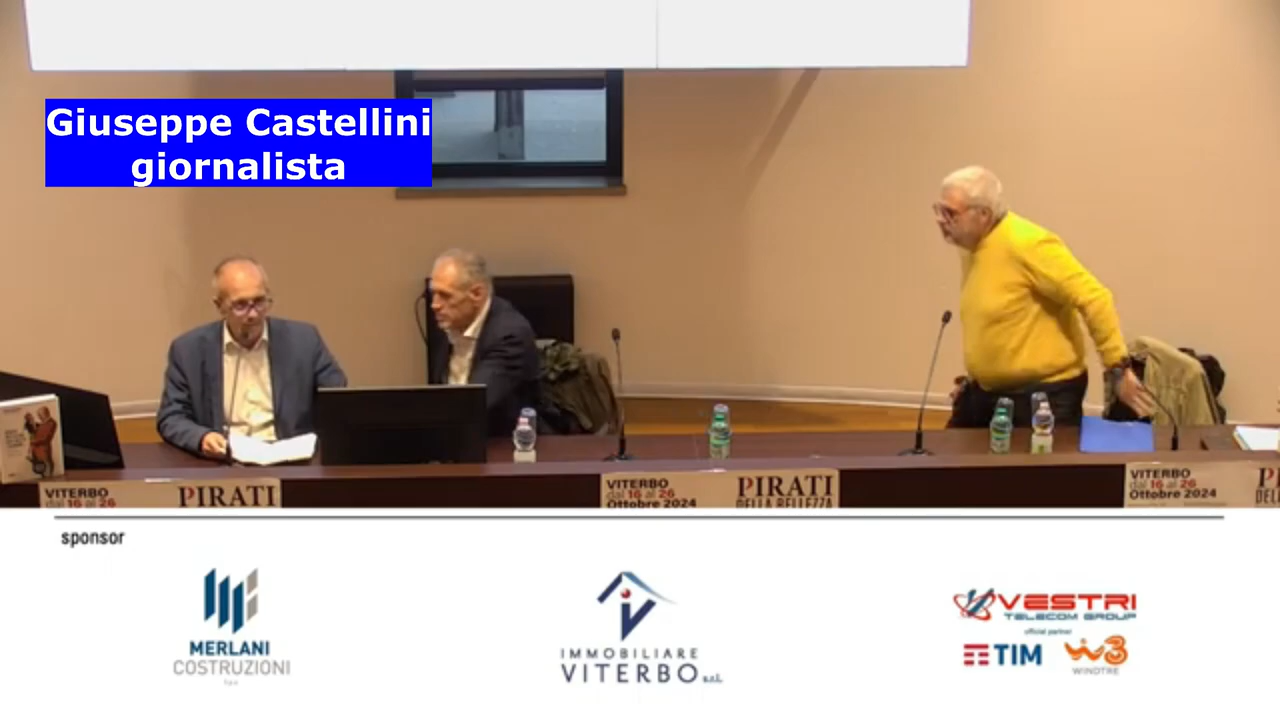 Giuseppe Castellini
giornalista
VITERBO
dal 16 al 26
PIRATI
VITERBO
dal 16 al 26
Ottobre 2024
PIRATI
DELLA BELLEZZA
VITERBO
dal 16 al 26
Ottobre 2024
sponsor
MERLANI
COSTRUZIONI
IMMOBILIARE
VITERBO s.r.l.
VESTRI
TELECOM GROUP
official partner
TIM
W3
WINDTRE